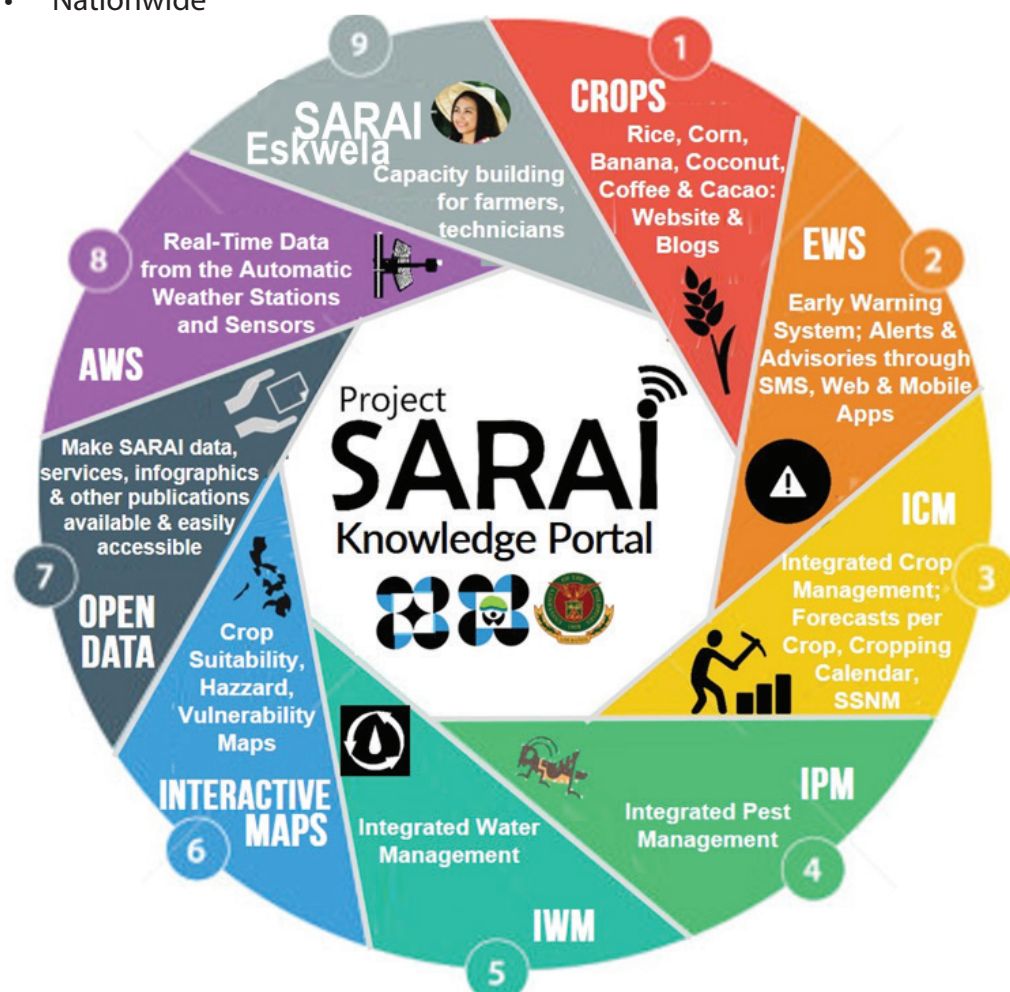 • Nationwide
9
SARAI
Eskwela
Capacity building
for farmers,
technicians
1
CROPS
Rice, Corn,
Banana, Coconut,
Coffee & Cacao:
Website &
Blogs
EWS
2
Early Warning
System; Alerts &
Advisories through
SMS, Web & Mobile
Apps
ICM
3
Integrated Crop
Management;
Forecasts per
Crop, Cropping
Calendar,
SSNM
IPM
Integrated Pest
Management
4
Integrated Water
Management
IWM
5
Crop
Suitability,
Hazzard,
Vulnerability
Maps
INTERACTIVE
MAPS
6
Make SARAI data,
services, infographics
& other publications
available & easily
accessible
7
OPEN
DATA
8
Real-Time Data
from the Automatic
Weather Stations
and Sensors
AWS
Project
SARAI
Knowledge Portal